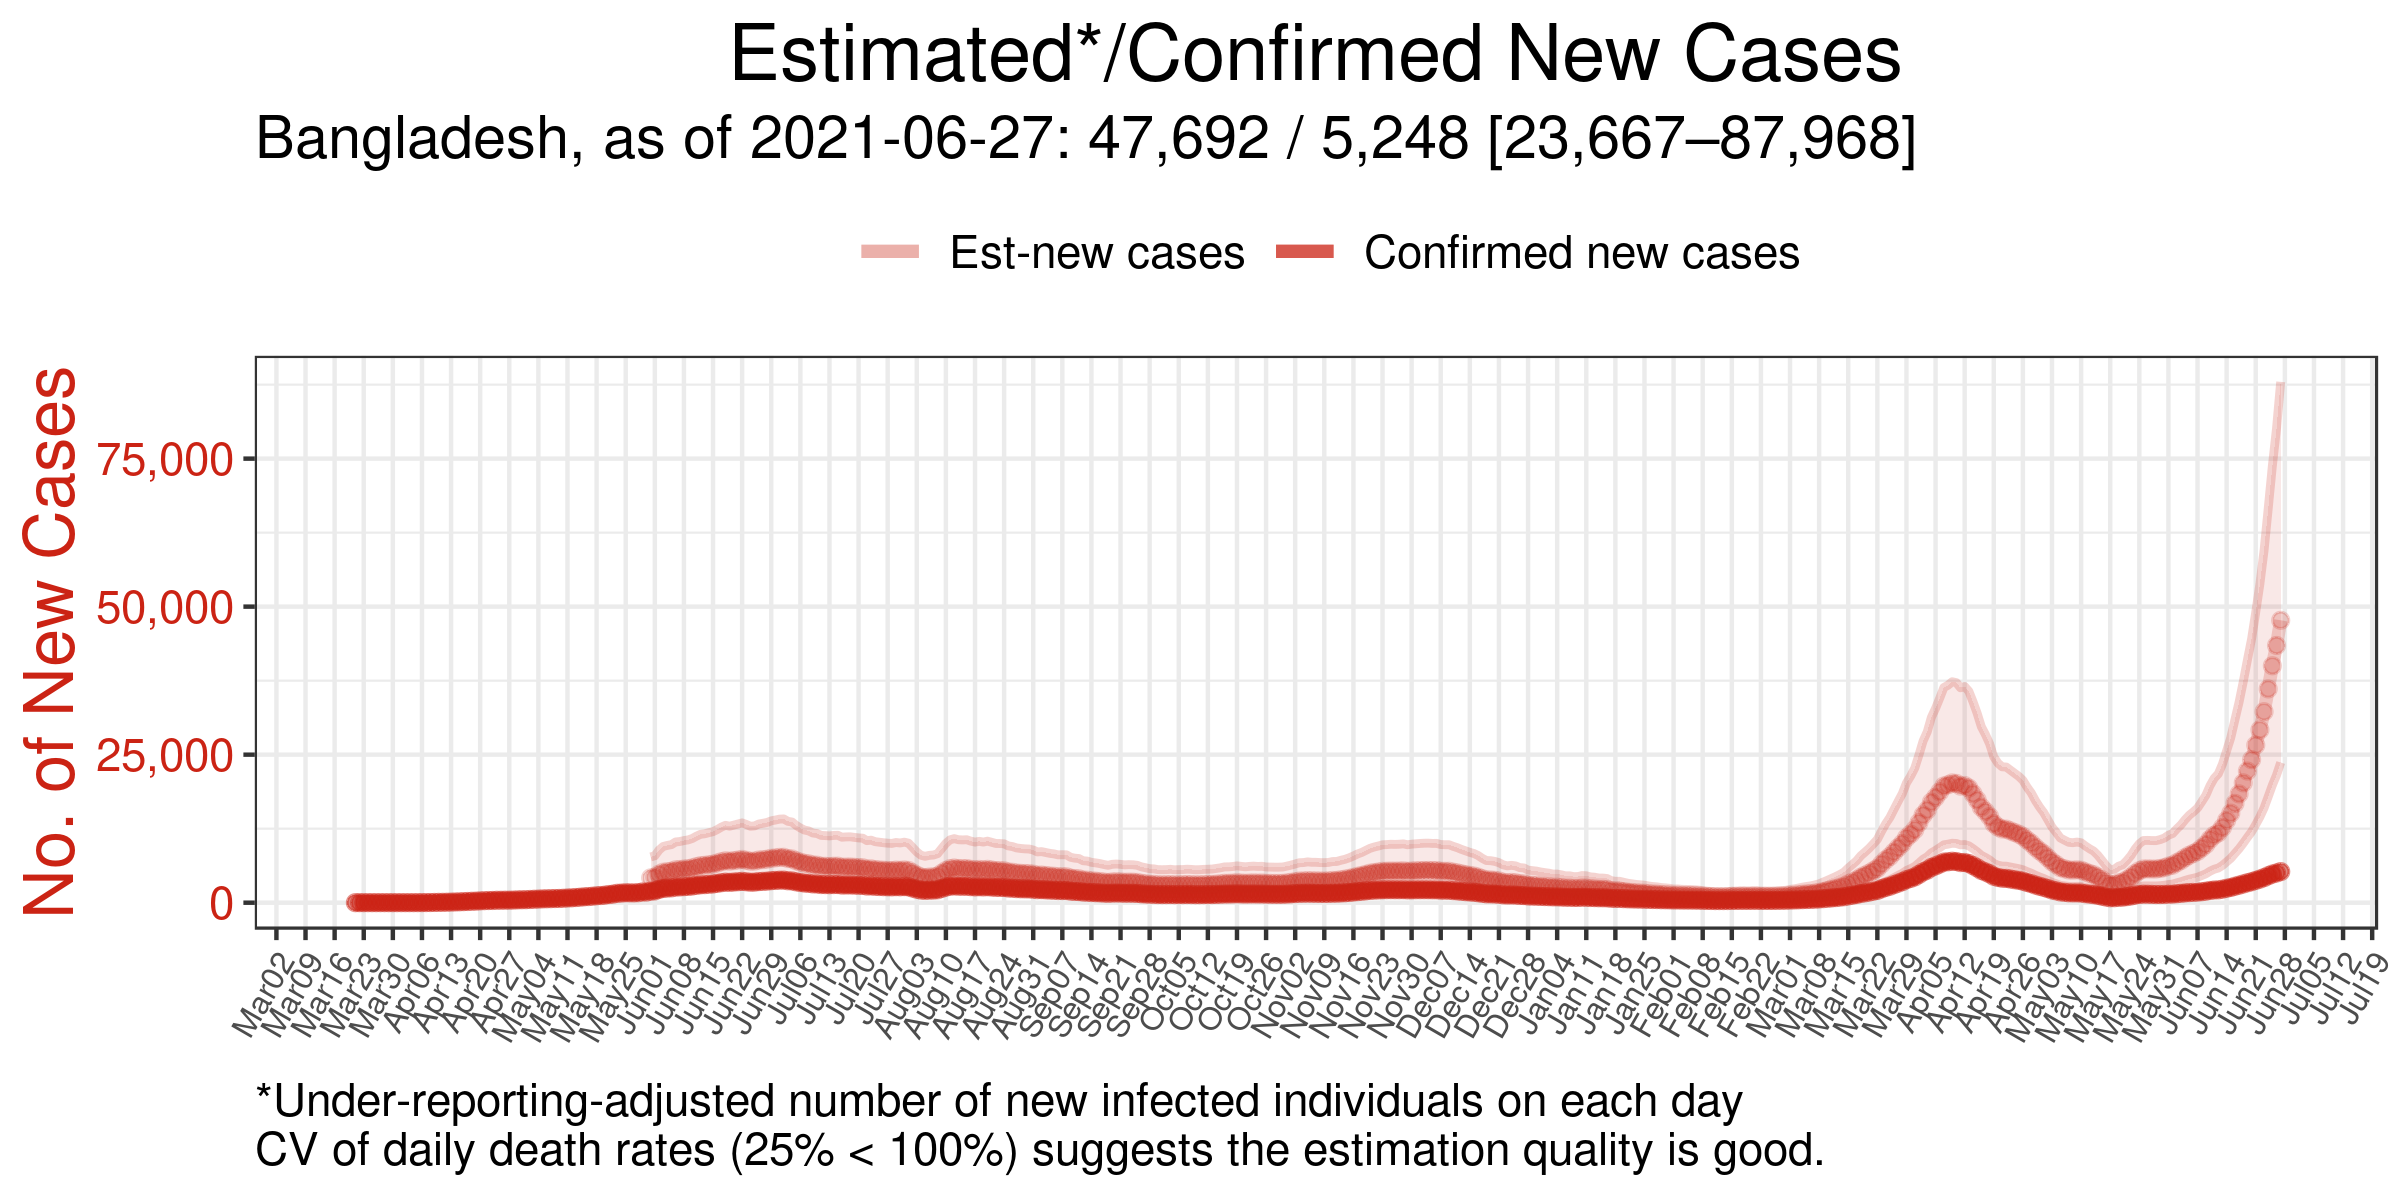 Estimated*/Confirmed New Cases
Bangladesh, as of 2021-06-27: 47,692 / 5,248 [23,667–87,968]
Est-new cases
Confirmed new cases
No. of New Cases
75,000
50,000
25,000
0
Mar02
Mar09
Mar16
Mar23
Mar30
Apr06
Apr13
Apr20
Apr27
May04
May11
May18
May25
Jun01
Jun08
Jun15
Jun22
Jun29
Jul06
Jul13
Jul20
Jul27
Aug03
Aug10
Aug17
Aug24
Aug31
Sep07
Sep14
Sep21
Sep28
Oct05
Oct12
Oct19
Oct26
Nov02
Nov09
Nov16
Nov23
Nov30
Dec07
Dec14
Dec21
Dec28
Jan04
Jan11
Jan18
Jan25
Feb01
Feb08
Feb15
Feb22
Mar01
Mar08
Mar15
Mar22
Mar29
Apr05
Apr12
Apr19
Apr26
May03
May10
May17
May24
May31
Jun07
Jun14
Jun21
Jun28
Jul05
Jul12
Jul19
*Under-reporting-adjusted number of new infected individuals on each day
CV of daily death rates (25% < 100%) suggests the estimation quality is good.